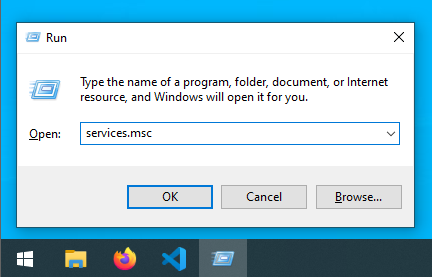 Run
Type the name of a program, folder, document, or Internet
resource, and Windows will open it for you.
Open: services.msc
OK Cancel Browse...